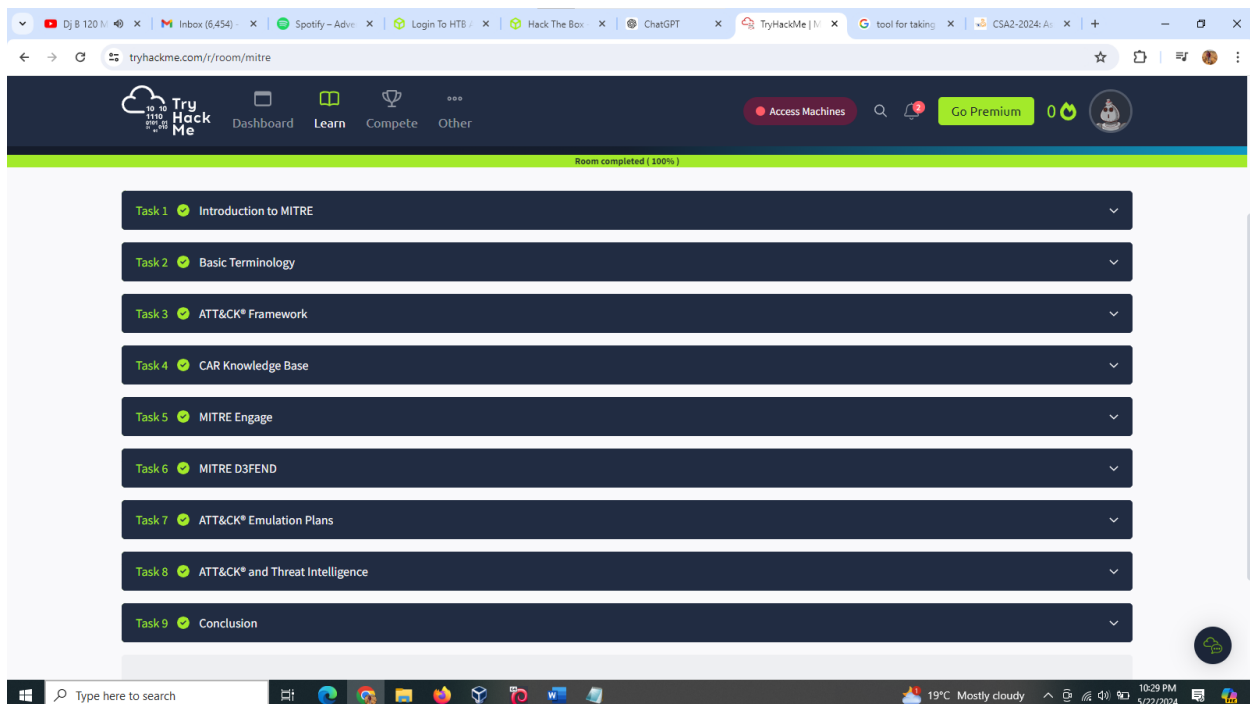 Dj B 120 M
Inbox (6,454) -
Spotify – Adve
Login To HTB /
Hack The Box -
ChatGPT
TryHackMe | M
tool for taking
CSA2-2024: As
tryhackme.com/r/room/mitre
Try
Hack
Me
Dashboard
Learn
Compete
Other
Access Machines
2
Go Premium
0
Room completed ( 100% )
Task 1 Introduction to MITRE
Task 2 Basic Terminology
Task 3 ATT&CK® Framework
Task 4 CAR Knowledge Base
Task 5 MITRE Engage
Task 6 MITRE D3FEND
Task 7 ATT&CK® Emulation Plans
Task 8 ATT&CK® and Threat Intelligence
Task 9 Conclusion
Type here to search
19°C Mostly cloudy
10:29 PM
5/22/2024